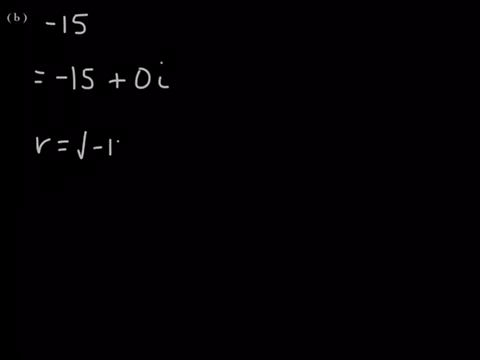 (b) -15
= -15 + 0i
r = √-1